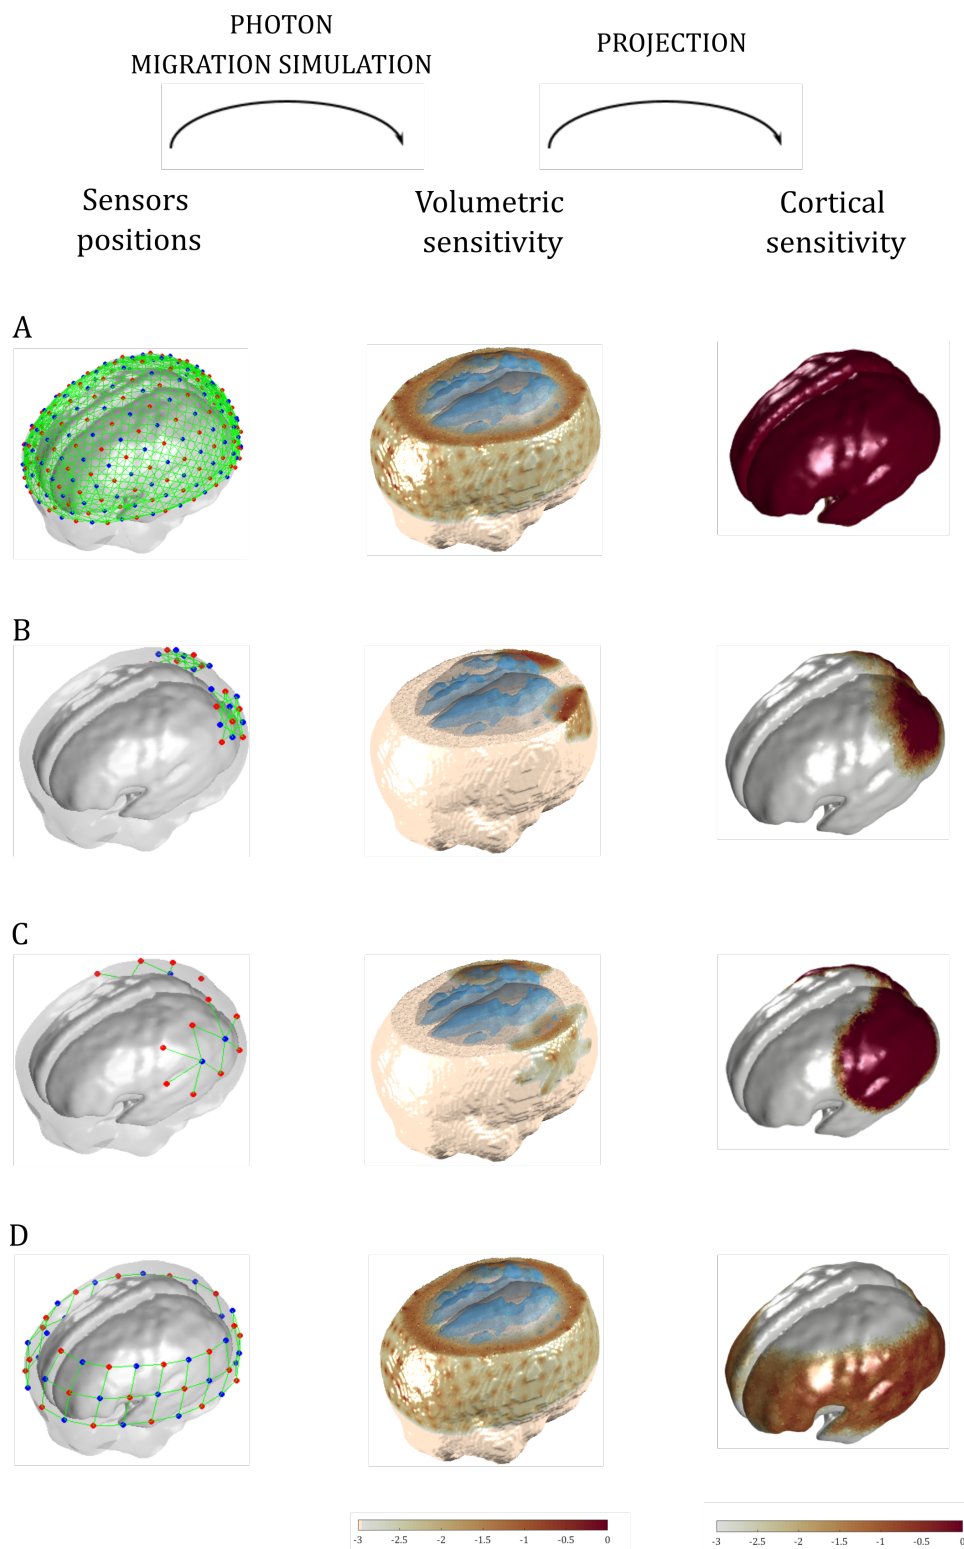 PHOTON
MIGRATION SIMULATION
PROJECTION
Sensors
positions
Volumetric
sensitivity
Cortical
sensitivity
A
B
C
D
-3 -2.5 -2 -1.5 -1 -0.5 0
-3 -2.5 -2 -1.5 -1 -0.5 0